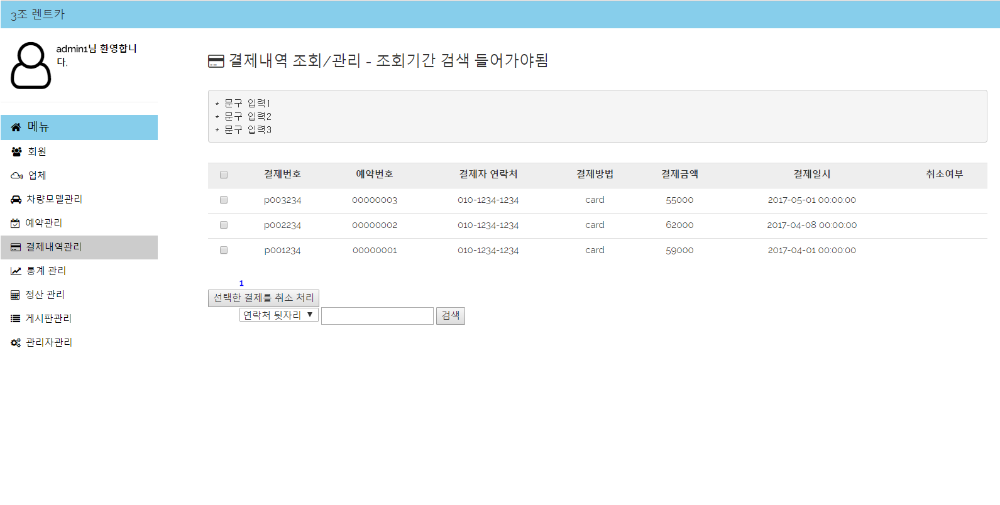 3조 렌트카
admin1님 환영합니
다.
메뉴
회원
업체
차량모델관리
예약관리
결제내역관리
통계 관리
정산 관리
게시판관리
관리자관리
결제내역 조회/관리 - 조회기간 검색 들어가야됨
* 문구 입력1
* 문구 입력2
* 문구 입력3
결제번호 예약번호 결제자 연락처 결제방법 결제금액 결제일시 취소여부
p003234 00000003 010-1234-1234 card 55000 2017-05-01 00:00:00
p002234 00000002 010-1234-1234 card 62000 2017-04-08 00:00:00
p001234 00000001 010-1234-1234 card 59000 2017-04-01 00:00:00
1
선택한 결제를 취소 처리
연락처 뒷자리 ▼ 검색